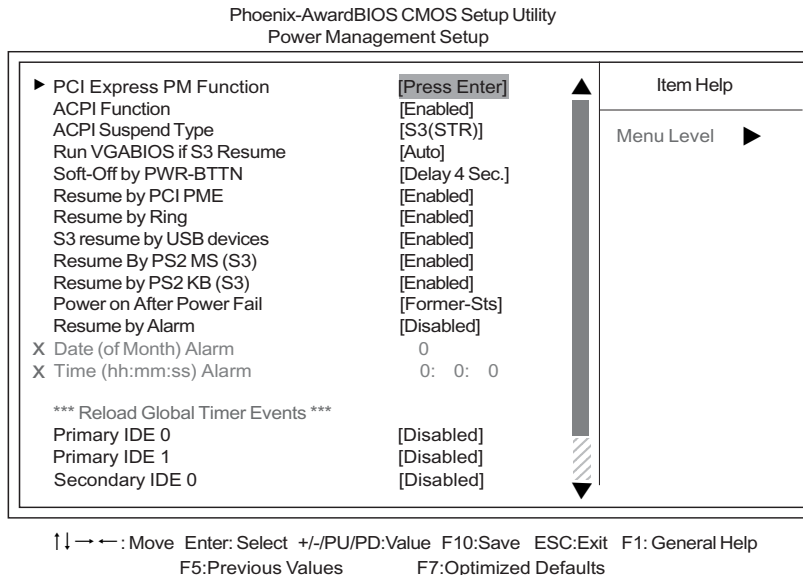 Phoenix-AwardBIOS CMOS Setup Utility
Power Management Setup
PCI Express PM Function [Press Enter] Item Help
ACPI Function [Enabled]
ACPI Suspend Type [S3(STR)] Menu Level
Run VGABIOS if S3 Resume [Auto]
Soft-Off by PWR-BTTN [Delay 4 Sec.]
Resume by PCI PME [Enabled]
Resume by Ring [Enabled]
S3 resume by USB devices [Enabled]
Resume By PS2 MS (S3) [Enabled]
Resume by PS2 KB (S3) [Enabled]
Power on After Power Fail [Former-Sts]
Resume by Alarm [Disabled]
X Date (of Month) Alarm 0
X Time (hh:mm:ss) Alarm 0: 0: 0
*** Reload Global Timer Events ***
Primary IDE 0 [Disabled]
Primary IDE 1 [Disabled]
Secondary IDE 0 [Disabled]
↑↓→←: Move Enter: Select +/-/PU/PD:Value F10:Save ESC:Exit F1: General Help
F5:Previous Values F7:Optimized Defaults